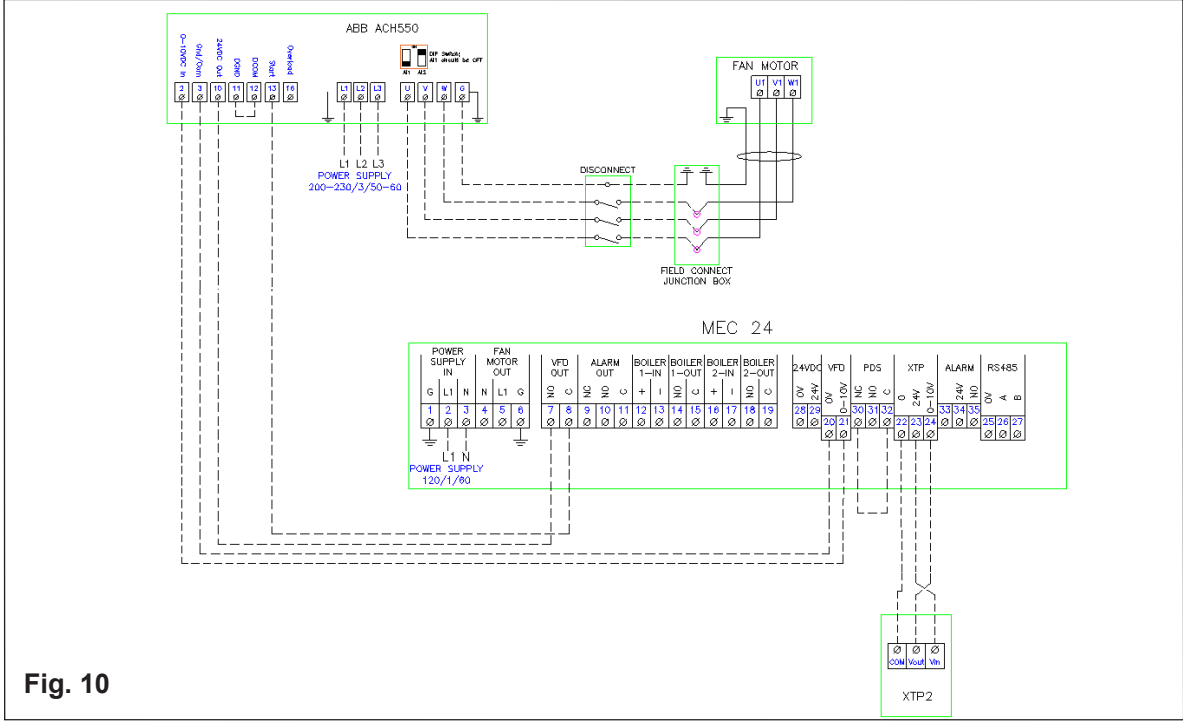 ABB ACH550
0-10VDC In
Gnd/Com
24VDC Out
DGND
DCOM
Start
Overload
ON
DIP Switch;
AI1 should be OFF
AI1 AI2
2 3 10 11 12 13 16
L1 L2 L3
U V W G
L1 L2 L3
POWER SUPPLY
200-230/3/50-60
FAN MOTOR
U1 V1 W1
DISCONNECT
FIELD CONNECT
JUNCTION BOX
MEC 24
POWER
SUPPLY
IN
FAN
MOTOR
OUT
VFD
OUT
ALARM
OUT
BOILER
1-IN
BOILER
1-OUT
BOILER
2-IN
BOILER
2-OUT
24VDC
VFD
PDS
XTP
ALARM
RS485
G L1 N N L1 G
NO C
NC NO C
+ -
NO C
+ -
NO C
0V 24V
0V 0-10V
NC NO C
0 24V 0-10V
24V NO
0V A B
1 2 3 4 5 6 7 8 9 10 11 12 13 14 15 16 17 18 19
28 29 20 21 30 31 32 22 23 24 33 34 35 25 26 27
L1 N
POWER SUPPLY
120/1/60
COM Vout Vin
XTP2
Fig. 10